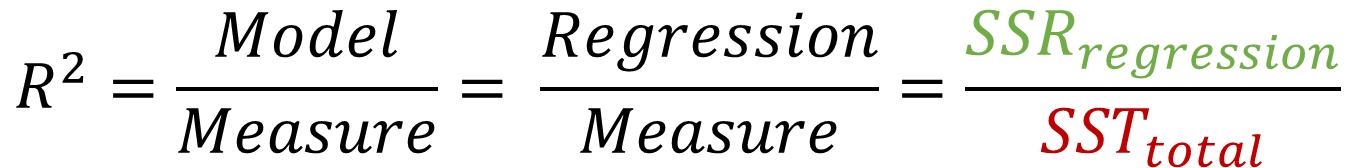 R² = Model / Measure = Regression / Measure = SSR_regression / SST_total